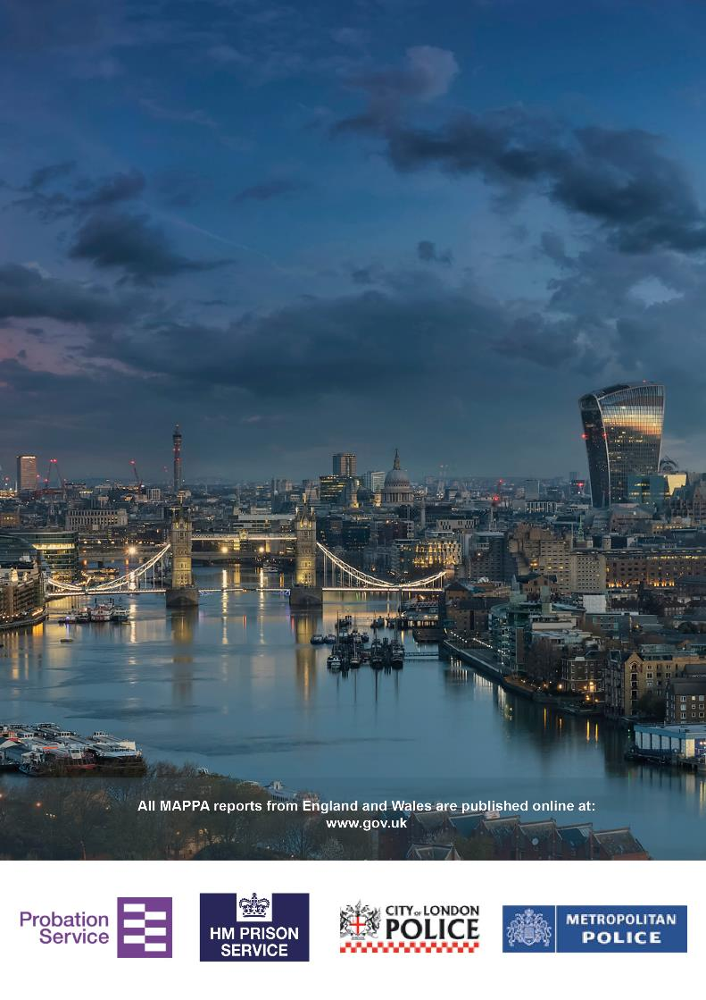 All MAPPA reports from England and Wales are published online at:
www.gov.uk
Probation
Service
HM PRISON
SERVICE
CITY of LONDON
POLICE
METROPOLITAN
POLICE